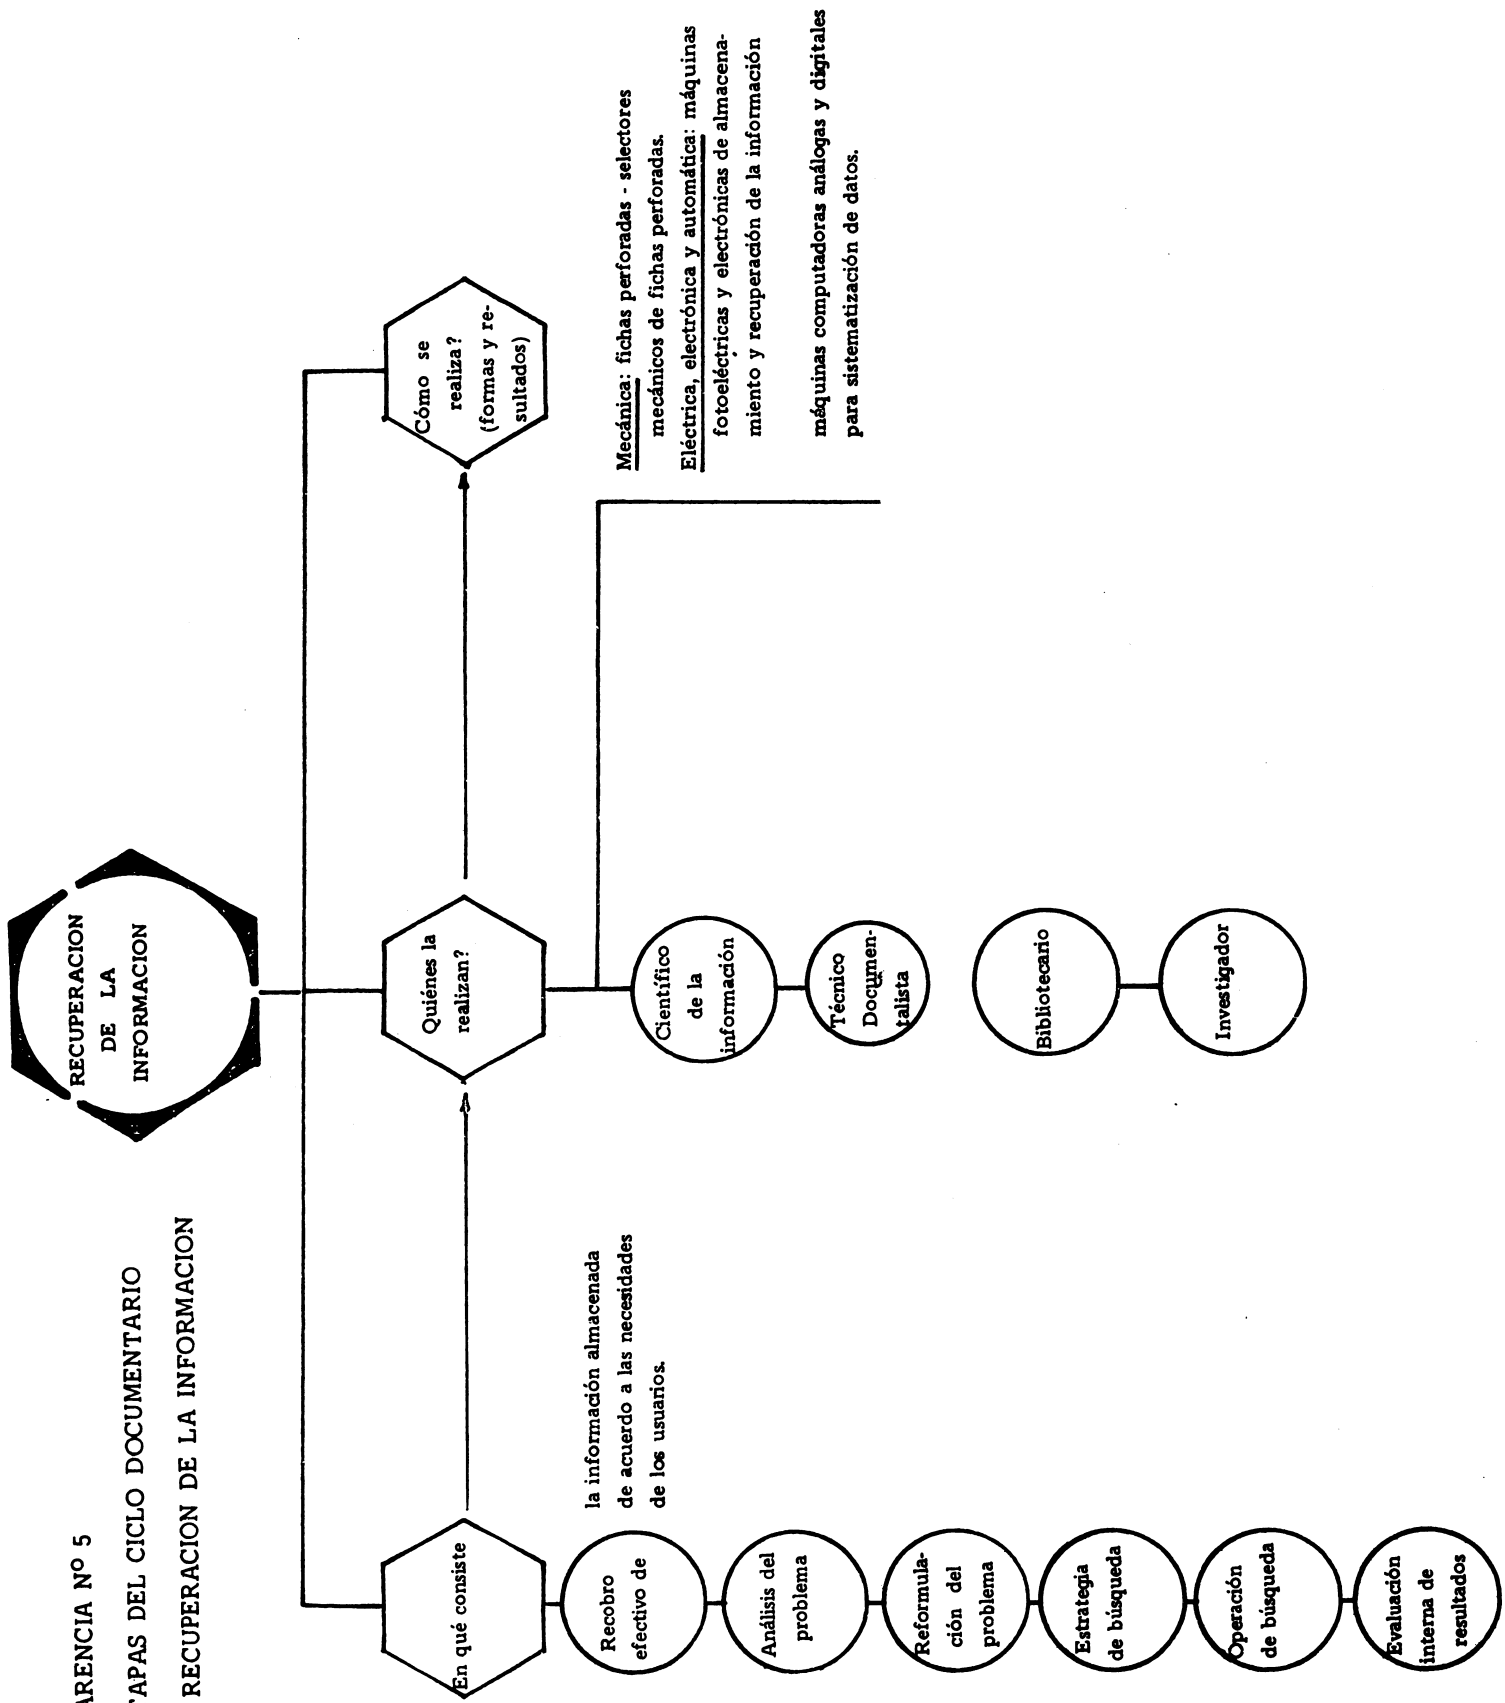 ARENCIA Nº 5
TAPAS DEL CICLO DOCUMENTARIO
RECUPERACION DE LA INFORMACION
RECUPERACION
DE LA
INFORMACION
En qué consiste
Quiénes la
realizan?
Cómo se
realiza?
(formas y re-
sultados)
Recobro
efectivo de
la información almacenada
de acuerdo a las necesidades
de los usuarios.
Análisis del
problema
Reformula-
ción del
problema
Estrategia
de búsqueda
Operación
de búsqueda
Evaluación
interna de
resultados
Científico
de la
información
Técnico
Documen-
talista
Bibliotecario
Investigador
Mecánica: fichas perforadas - selectores
mecánicos de fichas perforadas.
Eléctrica, electrónica y automática: máquinas
fotoeléctricas y electrónicas de almacena-
miento y recuperación de la información
máquinas computadoras análogas y digitales
para sistematización de datos.